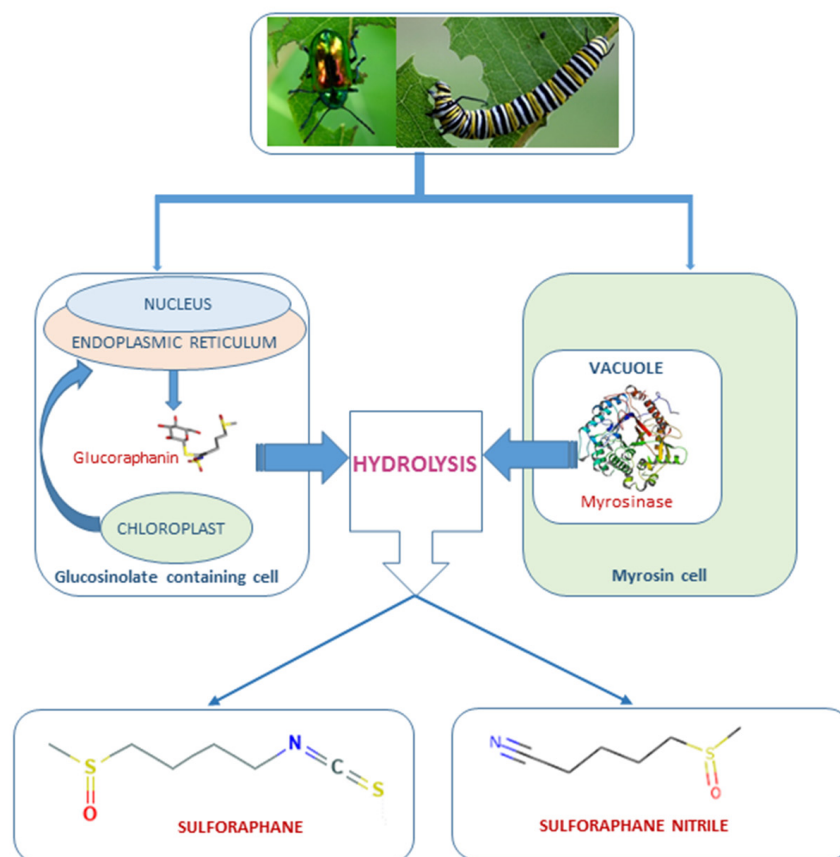 NUCLEUS
ENDOPLASMIC RETICULUM
Glucoraphanin
CHLOROPLAST
Glucosinolate containing cell
HYDROLYSIS
VACUOLE
Myrosinase
Myrosin cell
S
O
N
C
S
SULFORAPHANE
N
S
O
SULFORAPHANE NITRILE